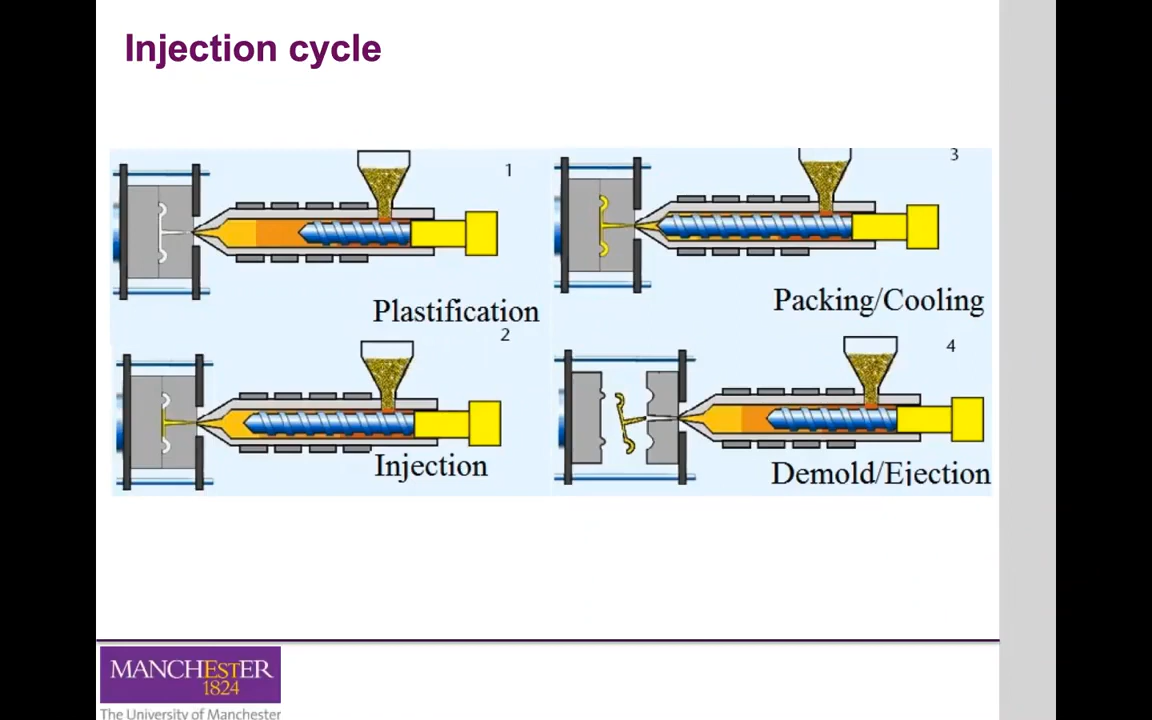 Injection cycle
1
Plastification
2
Injection
3
Packing/Cooling
4
Demold/Ejection
MANCHESTER
1824
The University of Manchester